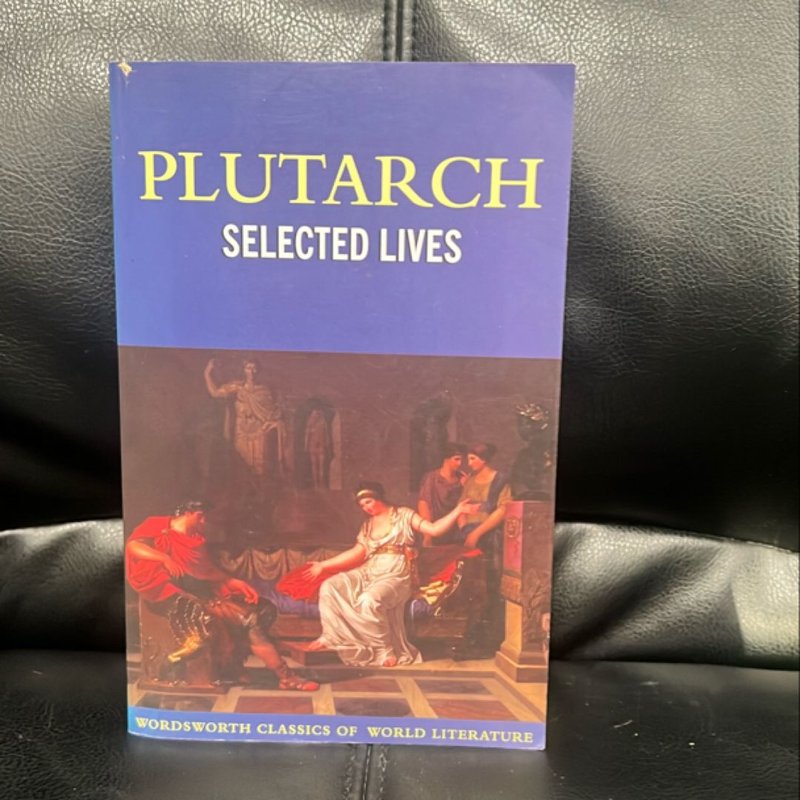 PLUTARCH
SELECTED LIVES
WORDSWORTH CLASSICS OF WORLD LITERATURE